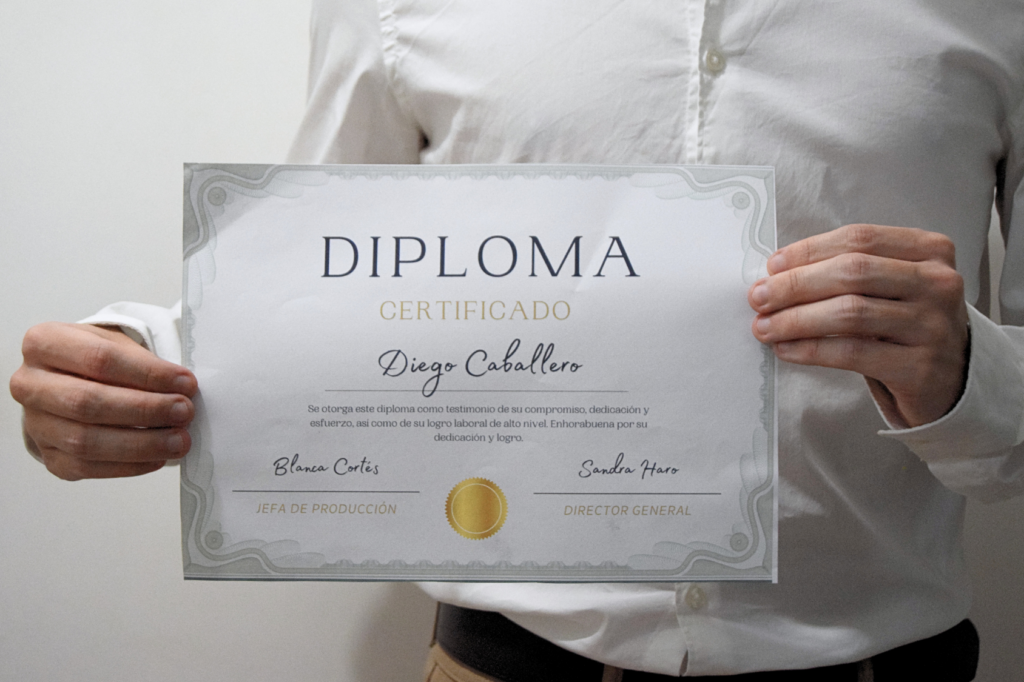 DIPLOMA
CERTIFICADO
Diego Caballero
Se otorga este diploma como testimonio de su compromiso, dedicación y
esfuerzo, así como de su logro laboral de alto nivel. Enhorabuena por su
dedicación y logro.
Blanca Cortés
Sandra Haro
JEFA DE PRODUCCIÓN
DIRECTOR GENERAL